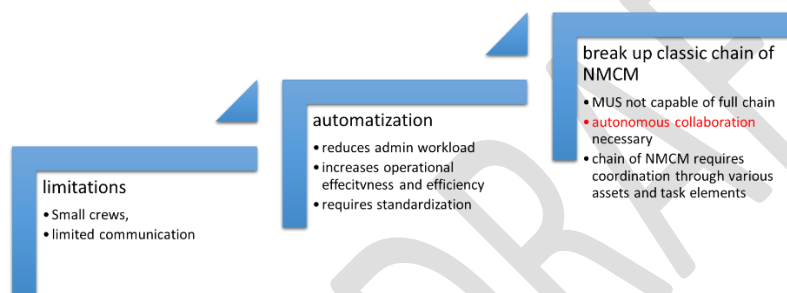 limitations
• Small crews,
• limited communication
automatization
• reduces admin workload
• increases operational
effecitvness and efficiency
• requires standardization
break up classic chain of
NMCM
• MUS not capable of full chain
• autonomous collaboration
necessary
• chain of NMCM requires
coordination through various
assets and task elements
DRAF